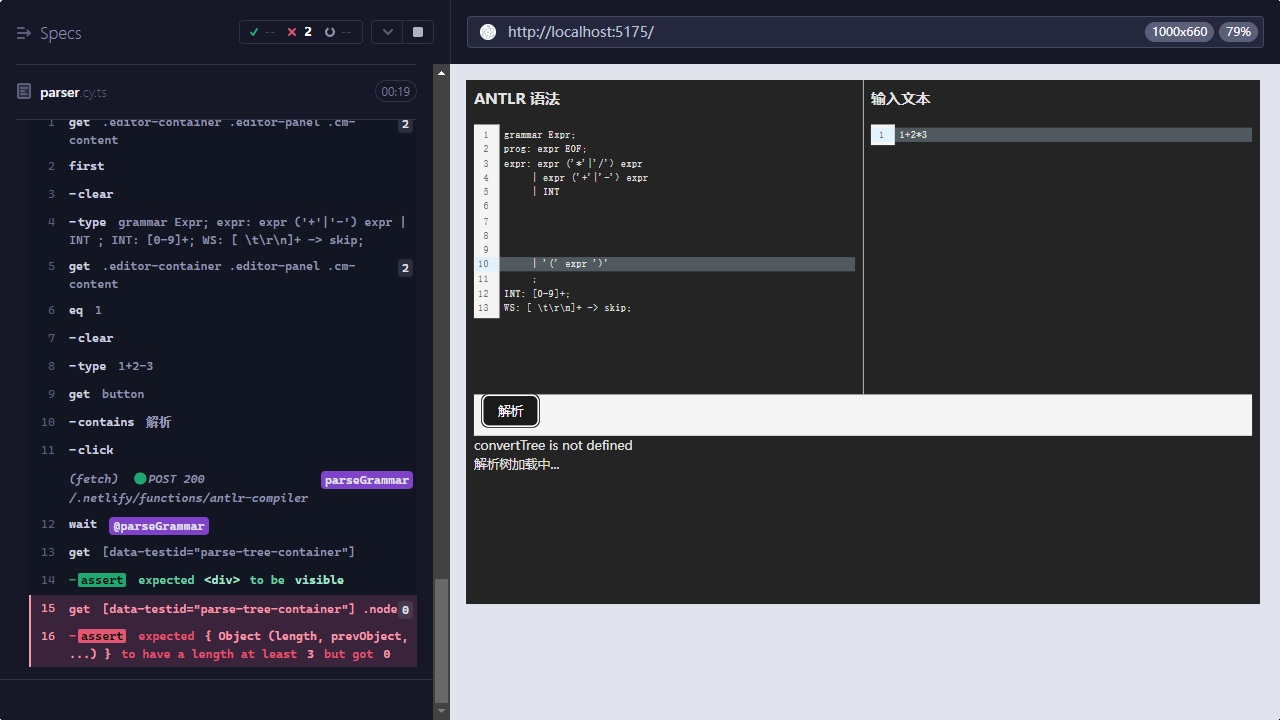 Specs
-- 2 --
http://localhost:5175/
1000x660
79%
parser.cy.ts
00:19
1 get .editor-container .editor-panel .cm-
content
2
2 first
3 -clear
4 -type grammar Expr; expr: expr ('+'|'-') expr |
INT ; INT: [0-9]+; WS: [ \t\r\n]+ -> skip;
5 get .editor-container .editor-panel .cm-
content
2
6 eq 1
7 -clear
8 -type 1+2-3
9 get button
10 -contains 解析
11 -click
(fetch) POST 200
/.netlify/functions/antlr-compiler
parseGrammar
12 wait @parseGrammar
13 get [data-testid="parse-tree-container"]
14 -assert expected <div> to be visible
15 get [data-testid="parse-tree-container"] .node 0
16 -assert expected { Object (length, prevObject,
...) } to have a length at least 3 but got 0
ANTLR 语法
1 grammar Expr;
2 prog: expr EOF;
3 expr: expr ('*'|'/') expr
4 | expr ('+'|'-') expr
5 | INT
6
7
8
9
10 | '(' expr ')'
11 ;
12 INT: [0-9]+;
13 WS: [ \t\r\n]+ -> skip;
输入文本
1 1+2*3
解析
convertTree is not defined
解析树加载中...